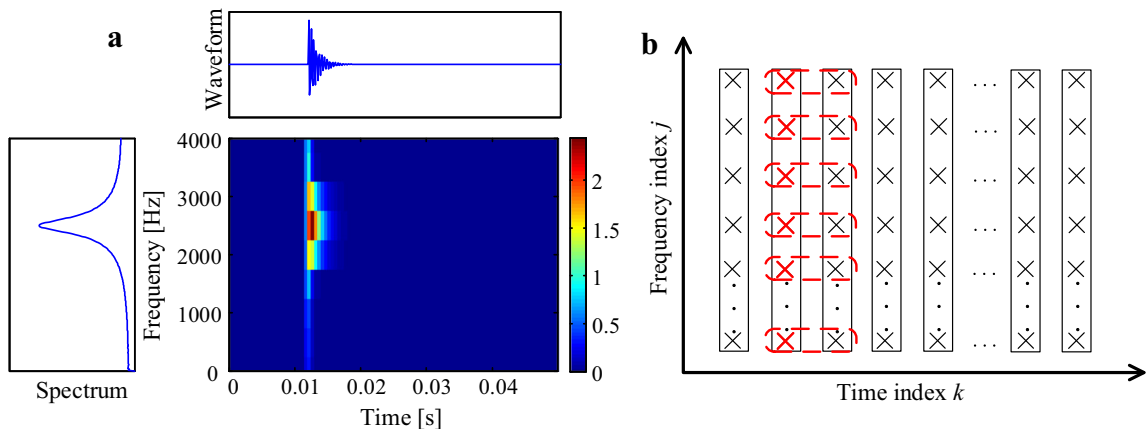 a
Waveform
Spectrum
Frequency [Hz]
4000
3000
2000
1000
0
0
0.01
0.02
0.03
0.04
Time [s]
2
1.5
1
0.5
0
b
Frequency index j
. . .
. . .
. . .
. . .
. . .
. . .
Time index k